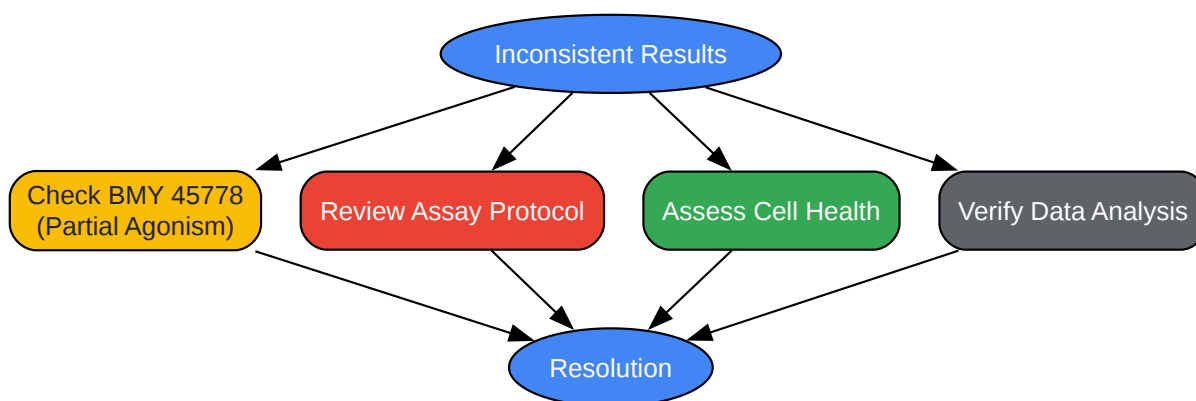 Inconsistent Results
Check BMY 45778
(Partial Agonism)
Review Assay Protocol
Assess Cell Health
Verify Data Analysis
Resolution